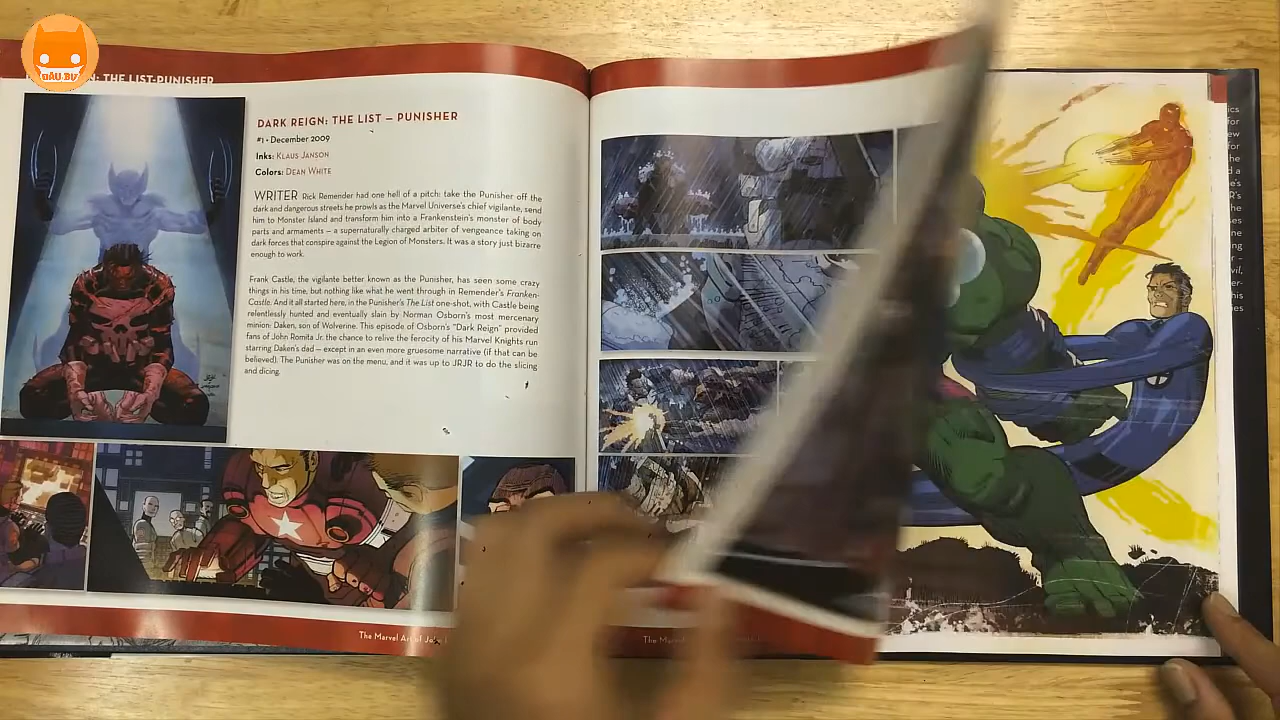 ĐẬU BỰ
: THE LIST-PUNISHER
DARK REIGN: THE LIST – PUNISHER
#1 • December 2009
Inks: Klaus Janson
Colors: Dean White
WRITER Rick Remender had one hell of a pitch: take the Punisher off the
dark and dangerous streets he prowls as the Marvel Universe's chief vigilante, send
him to Monster Island and transform him into a Frankenstein's monster of body
parts and armaments – a supernaturally charged arbiter of vengeance taking on
dark forces that conspire against the Legion of Monsters. It was a story just bizarre
enough to work.
Frank Castle, the vigilante better known as the Punisher, has seen some crazy
things in his time, but nothing like what he went through in Remender's Franken-
Castle. And it all started here, in the Punisher's The List one-shot, with Castle being
relentlessly hunted and eventually slain by Norman Osborn's most mercenary
minion: Daken, son of Wolverine. This episode of Osborn's "Dark Reign" provided
fans of John Romita Jr. the chance to relive the ferocity of his Marvel Knights run
starring Daken's dad – except in an even more gruesome narrative (if that can be
believed). The Punisher was on the menu, and it was up to JRJR to do the slicing
and dicing.
The Marvel Art of
The